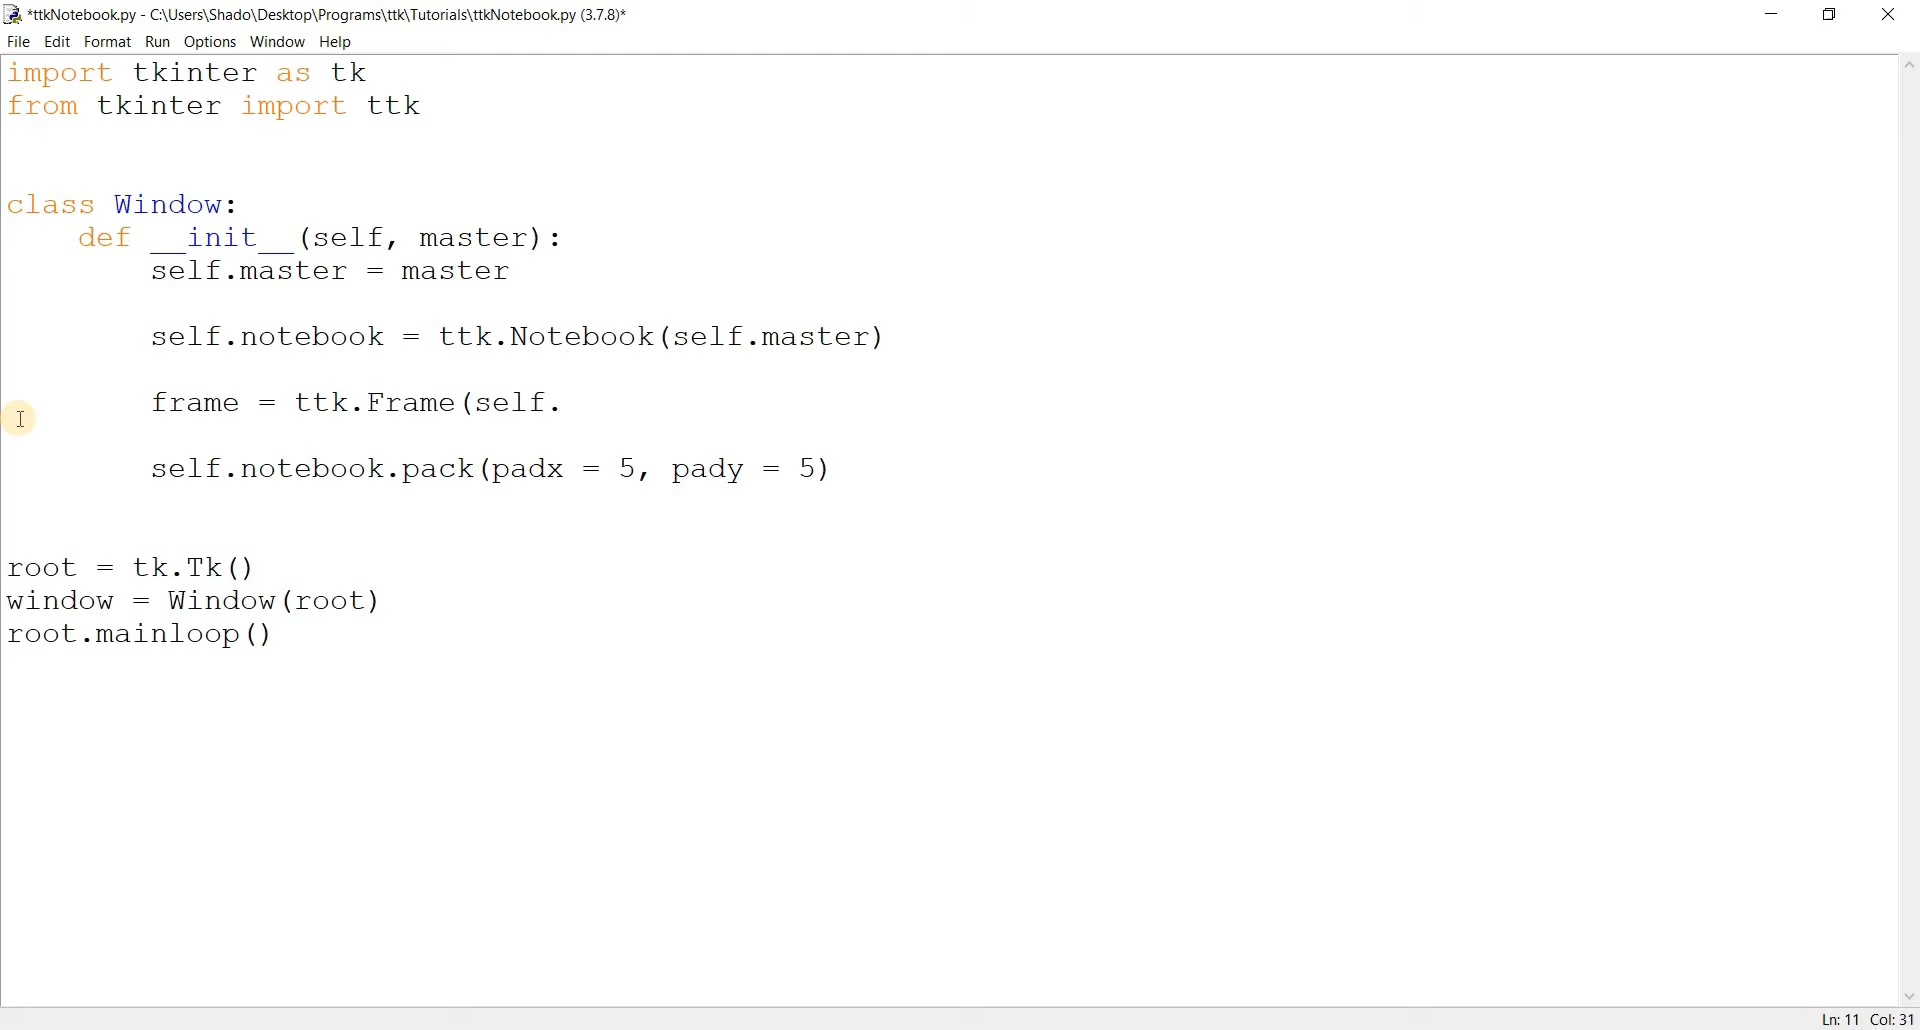 *ttkNotebook.py - C:\Users\Shado\Desktop\Programs\ttk\Tutorials\ttkNotebook.py (3.7.8)*
File Edit Format Run Options Window Help
import tkinter as tk
from tkinter import ttk
class Window:
    def __init__(self, master):
        self.master = master
        self.notebook = ttk.Notebook(self.master)
        frame = ttk.Frame(self.
        self.notebook.pack(padx = 5, pady = 5)
root = tk.Tk()
window = Window(root)
root.mainloop()
Ln: 11 Col: 31